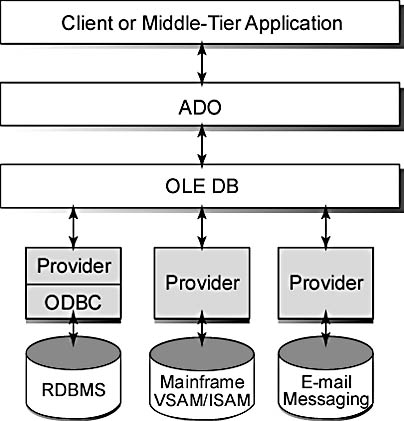 Client or Middle-Tier Application
ADO
OLE DB
Provider
ODBC
Provider
Provider
RDBMS
Mainframe
VSAM/ISAM
E-mail
Messaging